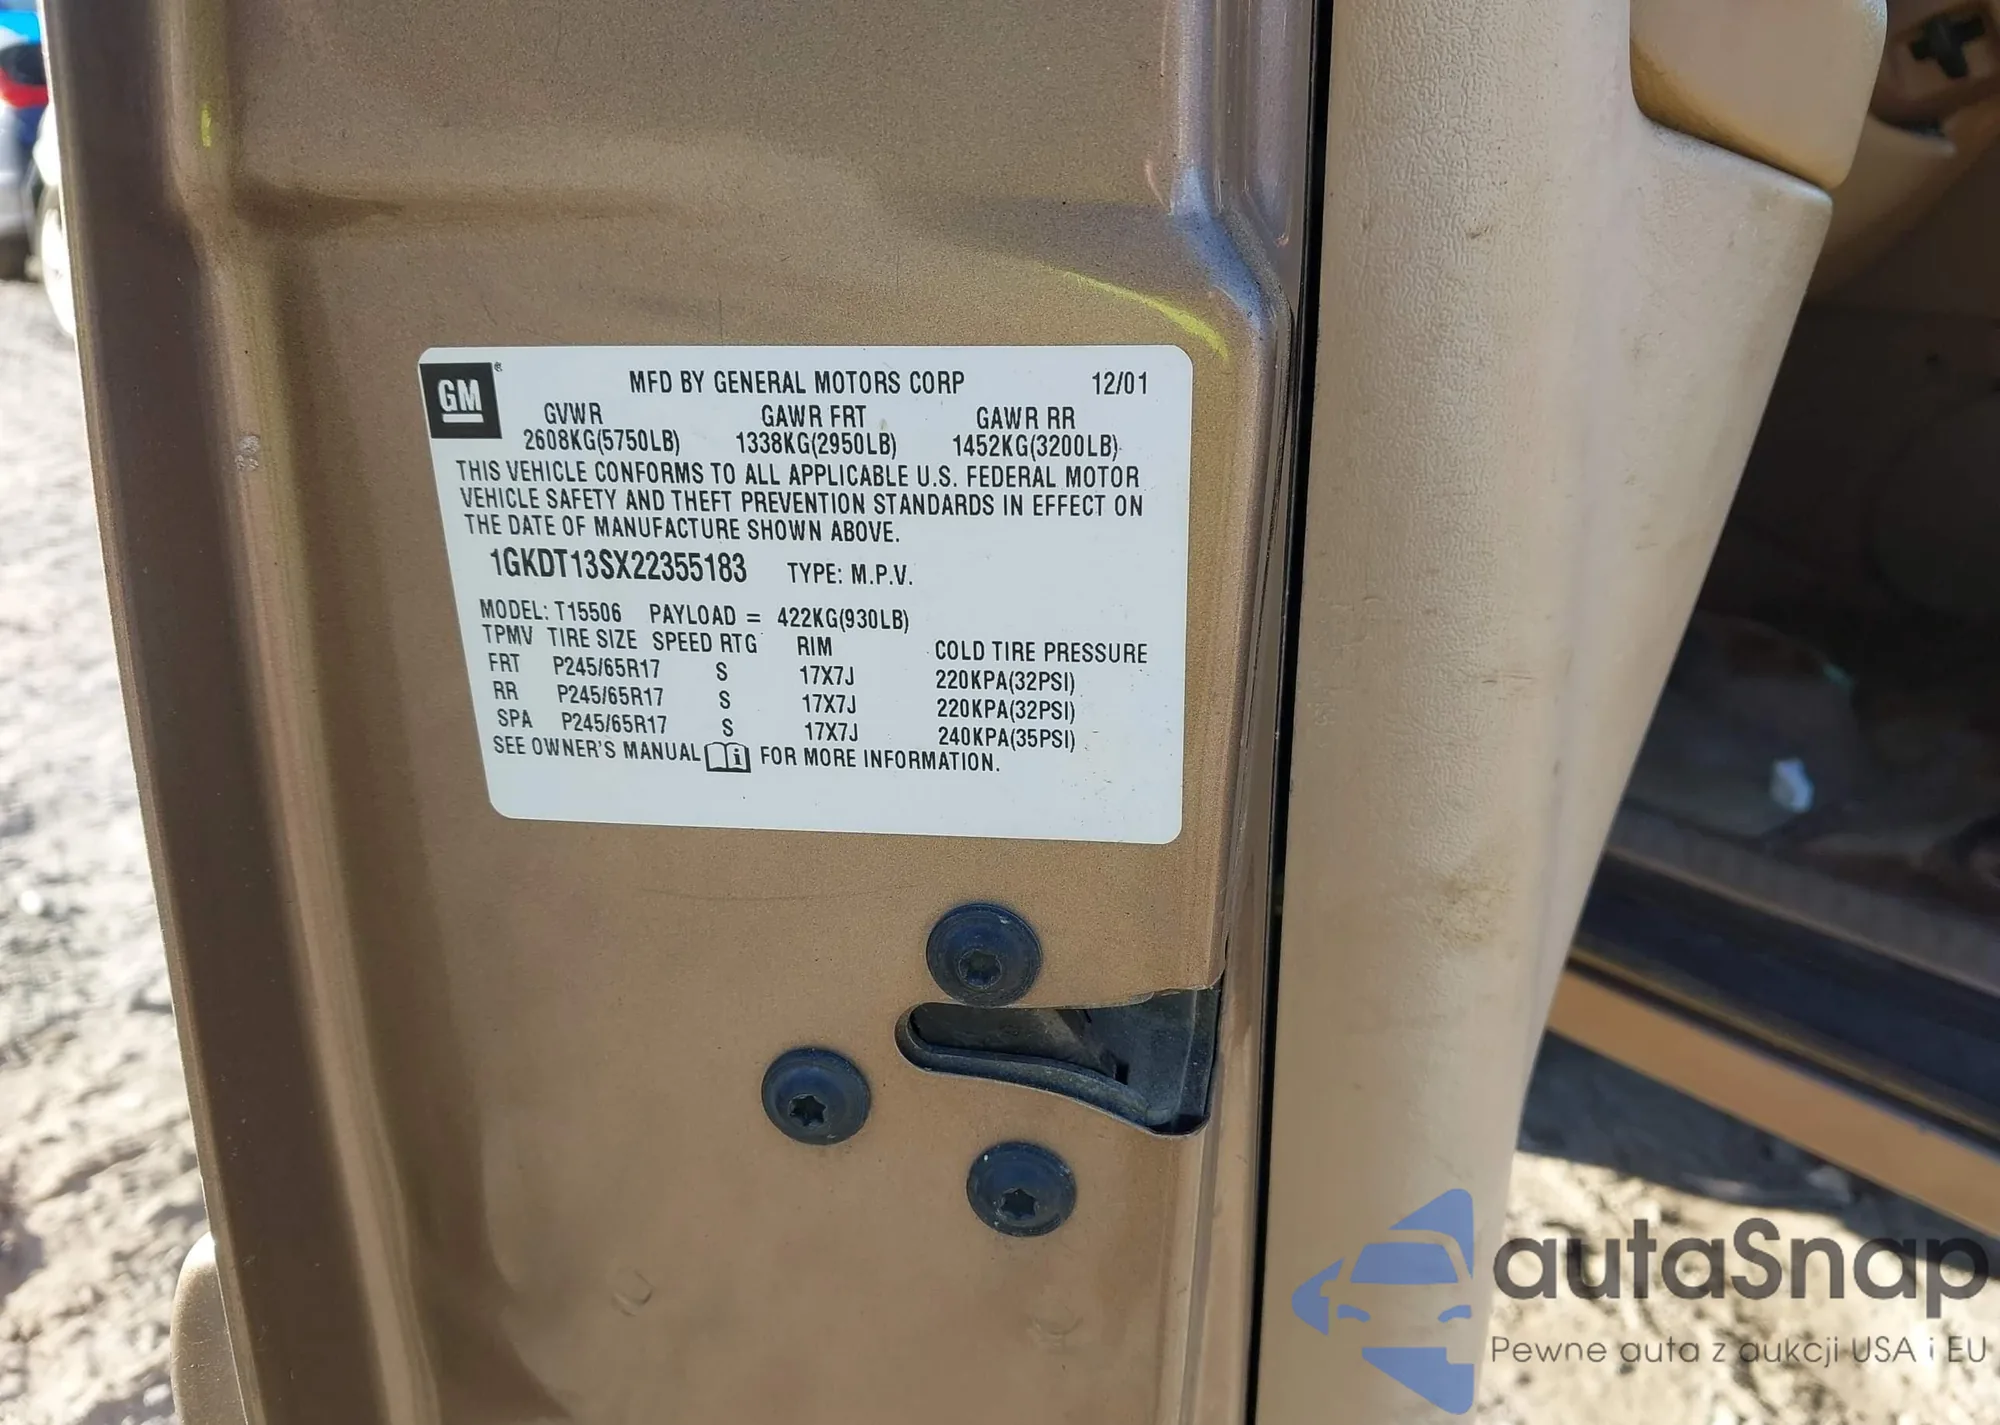 GM
MFD BY GENERAL MOTORS CORP 12/01
GVWR GAWR FRT GAWR RR
2608KG(5750LB) 1338KG(2950LB) 1452KG(3200LB)
THIS VEHICLE CONFORMS TO ALL APPLICABLE U.S. FEDERAL MOTOR
VEHICLE SAFETY AND THEFT PREVENTION STANDARDS IN EFFECT ON
THE DATE OF MANUFACTURE SHOWN ABOVE.
1GKDT13SX22355183 TYPE: M.P.V.
MODEL: T15506 PAYLOAD = 422KG(930LB)
TPMV TIRE SIZE SPEED RTG RIM COLD TIRE PRESSURE
FRT P245/65R17 S 17X7J 220KPA(32PSI)
RR P245/65R17 S 17X7J 220KPA(32PSI)
SPA P245/65R17 S 17X7J 240KPA(35PSI)
SEE OWNER'S MANUAL FOR MORE INFORMATION.
autaSnap
Pewne auta z aukcji USA i EU